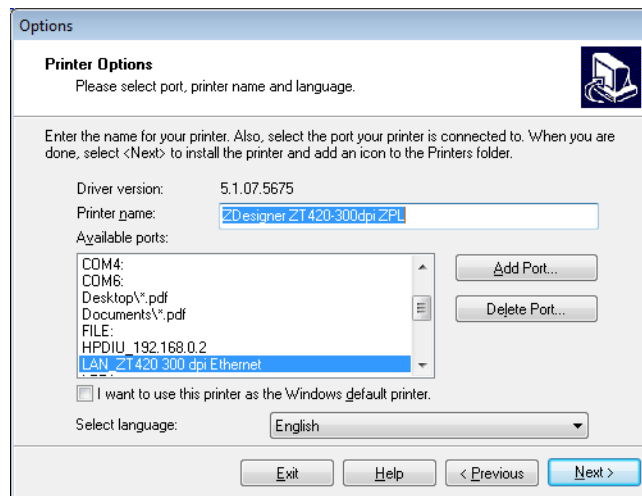 Options
Printer Options
Please select port, printer name and language.
Enter the name for your printer. Also, select the port your printer is connected to. When you are
done, select <Next> to install the printer and add an icon to the Printers folder.
Driver version: 5.1.07.5675
Printer name: ZDesigner ZT420-300dpi ZPL
Available ports:
COM4:
COM6:
Desktop\*.pdf
Documents\*.pdf
FILE:
HPDIU_192.168.0.2
LAN_ZT420 300 dpi Ethernet
Add Port...
Delete Port...
I want to use this printer as the Windows default printer.
Select language: English
Exit Help < Previous Next >